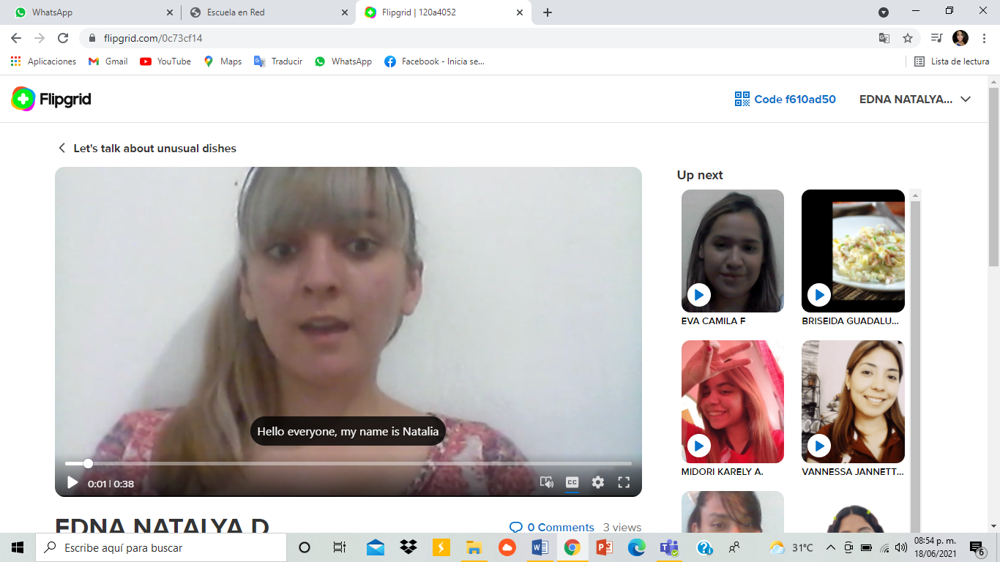 WhatsApp
Escuela en Red
Flipgrid | 120a4052
flipgrid.com/0c73cf14
Aplicaciones
Gmail
YouTube
Maps
Traducir
WhatsApp
Facebook - Inicia se...
Lista de lectura
Flipgrid
Code f610ad50
EDNA NATALYA...
Let's talk about unusual dishes
Hello everyone, my name is Natalia
0:01 | 0:38
CC
EDNA NATALYA D
0 Comments
3 views
Up next
EVA CAMILA F
BRISEIDA GUADALU...
MIDORI KARELY A.
VANNESSA JANNETT...
Escribe aquí para buscar
31°C
08:54 p. m.
18/06/2021
6